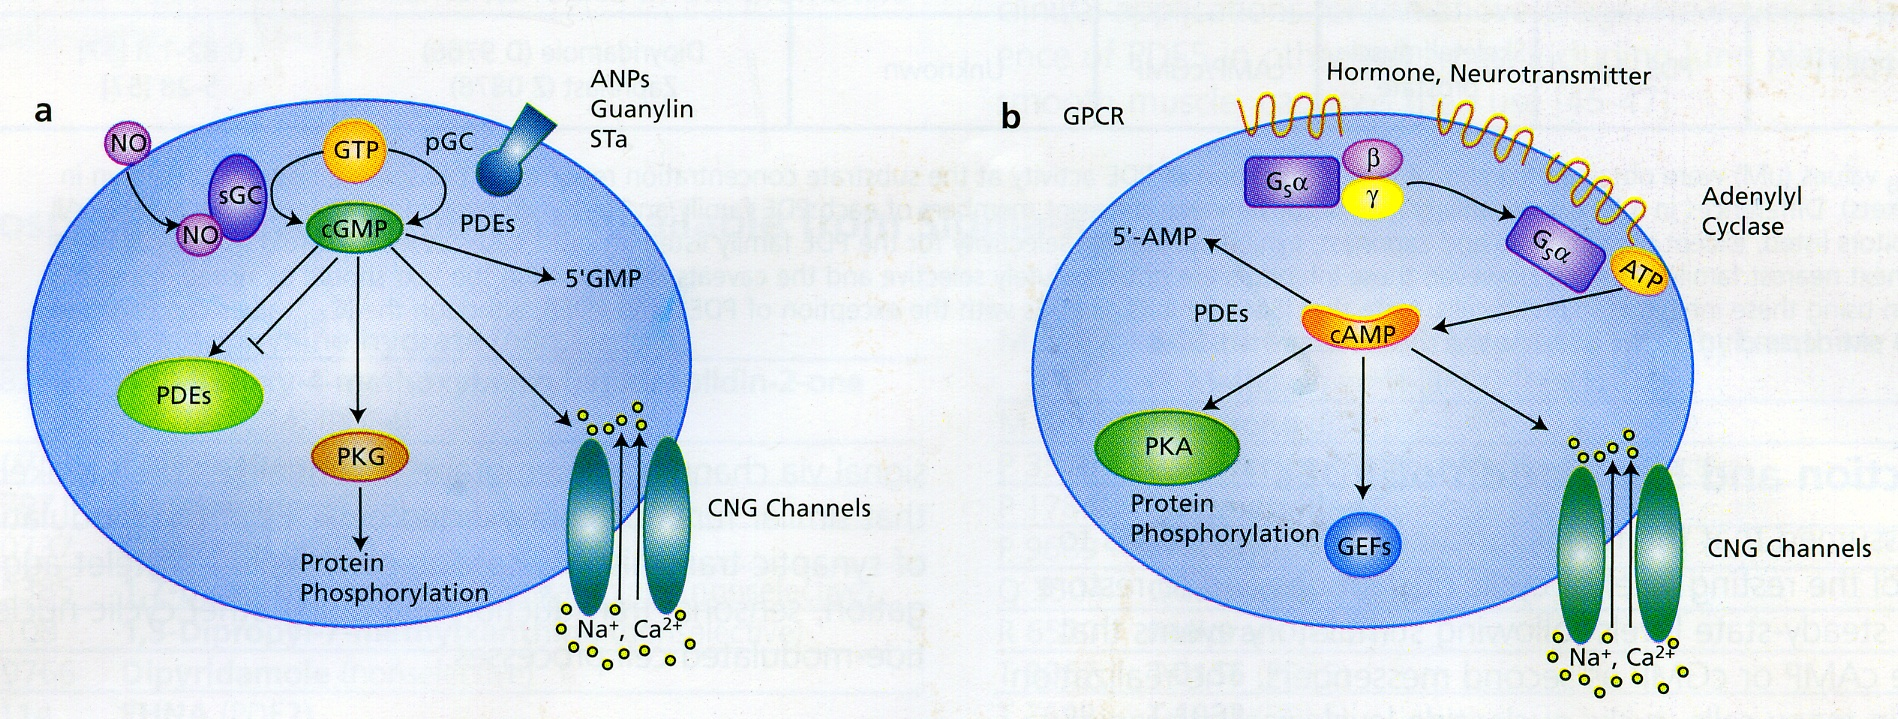 a
NO
sGC
NO
GTP
pGC
cGMP
PDEs
ANPs
Guanylin
STa
5'GMP
PDEs
PKG
Protein
Phosphorylation
CNG Channels
Na⁺, Ca²⁺
b
GPCR
Hormone, Neurotransmitter
Gsα
β
γ
Gsα
ATP
Adenylyl
Cyclase
5'-AMP
PDEs
cAMP
PKA
Protein
Phosphorylation
GEFs
CNG Channels
Na⁺, Ca²⁺